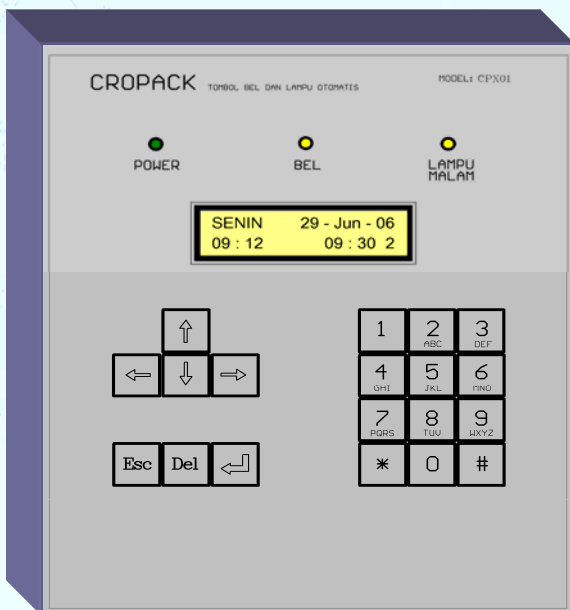 CROPACK TOMBOL BEL DAN LAMPU OTOMATIS MODEL: CPX01
POWER BEL LAMPU
MALAM
SENIN 29 - Jun - 06
09 : 12 09 : 30 2
1 2 3
ABC DEF
4 5 6
GHI JKL MNO
7 8 9
PQRS TUV WXYZ
Esc Del * 0 #